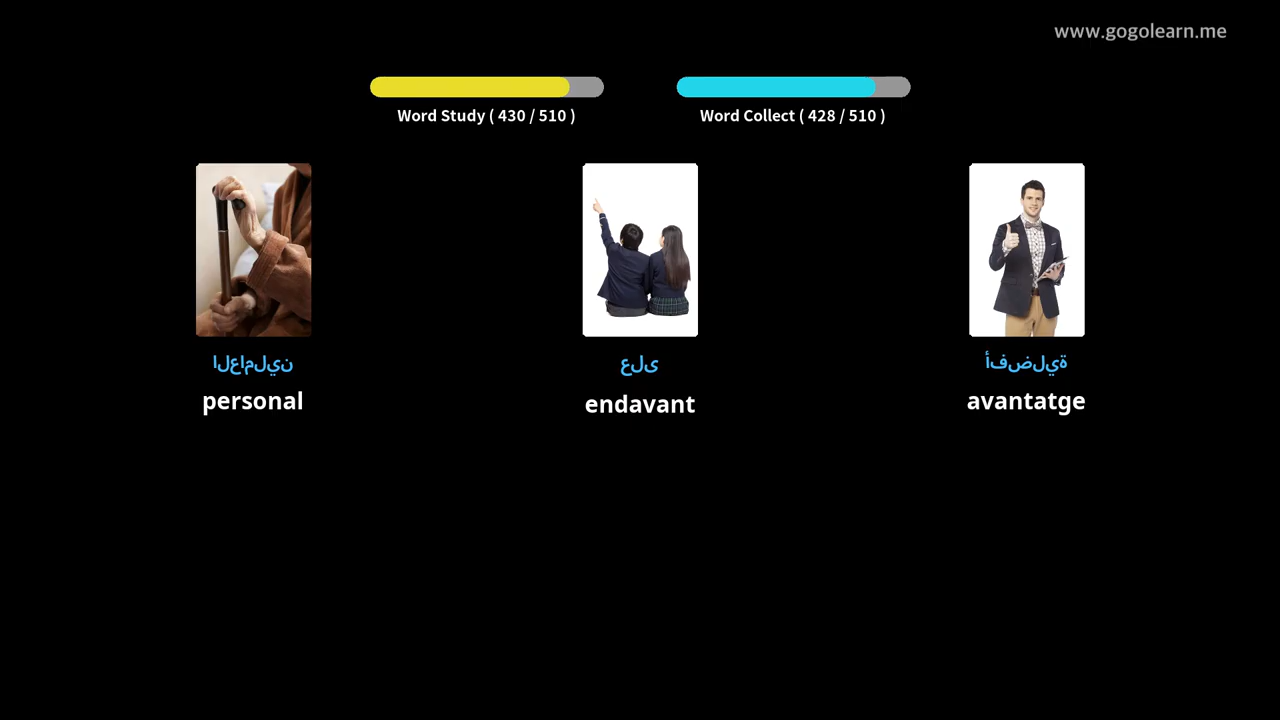 www.gogolearn.me
Word Study ( 430 / 510 )
Word Collect ( 428 / 510 )
العاملين
على
أفضلية
personal
endavant
avantatge